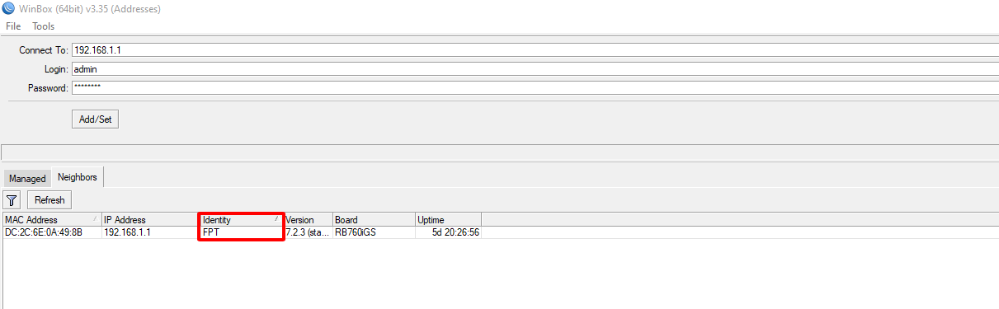 WinBox (64bit) v3.35 (Addresses)
File Tools
Connect To: 192.168.1.1
Login: admin
Password: ********
Add/Set
Managed Neighbors
Refresh
MAC Address IP Address Identity Version Board Uptime
DC:2C:6E:0A:49:8B 192.168.1.1 FPT 7.2.3 (sta... RB760iGS 5d 20:26:56